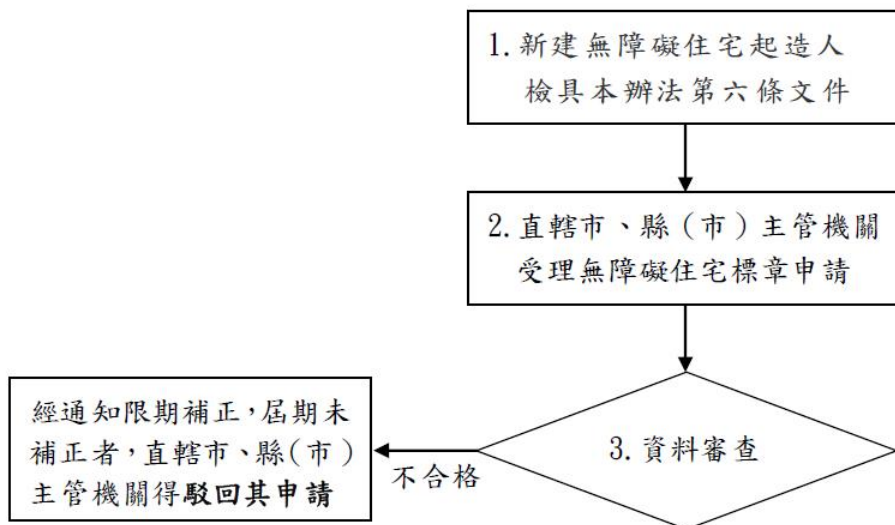 1.新建無障礙住宅起造人
檢具本辦法第六條文件
2.直轄市、縣（市）主管機關
受理無障礙住宅標章申請
3.資料審查
不合格
經通知限期補正，屆期未
補正者，直轄市、縣（市）
主管機關得駁回其申請